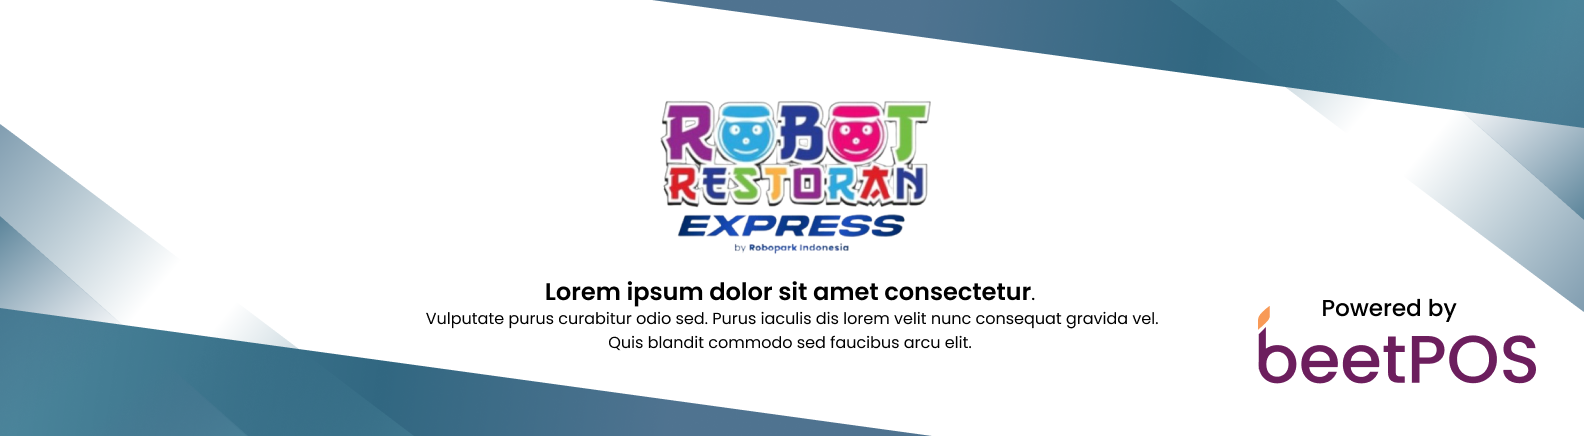 ROBOT
RESTORAN
EXPRESS
by Robopark Indonesia
Lorem ipsum dolor sit amet consectetur.
Vulputate purus curabitur odio sed. Purus iaculis dis lorem velit nunc consequat gravida vel.
Quis blandit commodo sed faucibus arcu elit.
Powered by
beetPOS